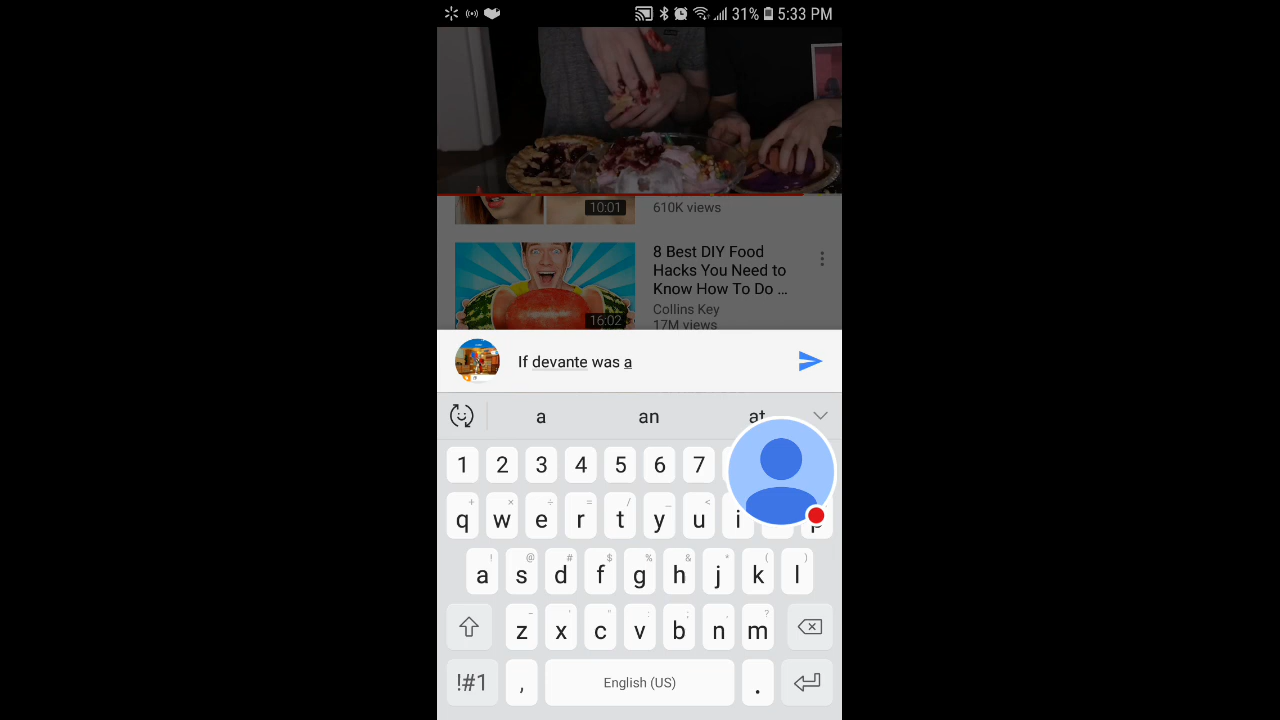 31% 5:33 PM
10:01
610K views
8 Best DIY Food
Hacks You Need to
Know How To Do ...
Collins Key
17M views
16:02
If devante was a
a an at
1 2 3 4 5 6 7
+ × ÷ = / _ <
q w e r t y u i p
! @ # $ % & * ( )
a s d f g h j k l
- ' " : ; , ?
z x c v b n m
!#1 , English (US) .